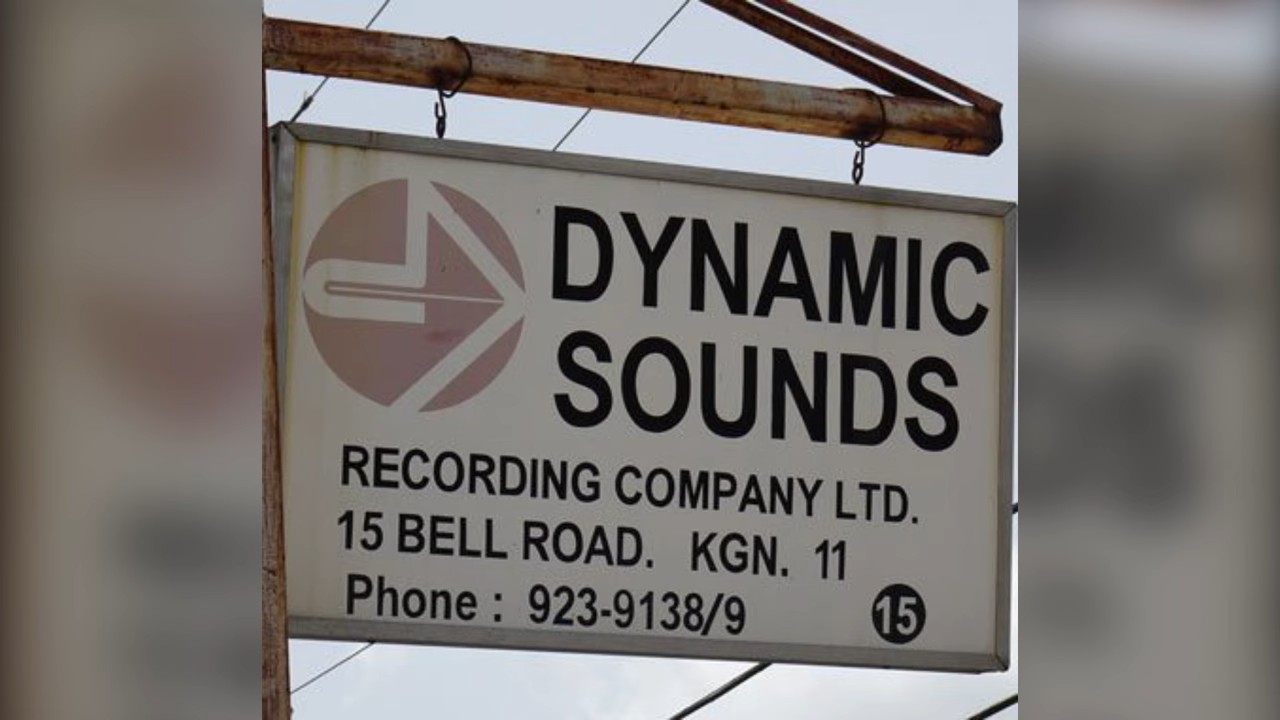 DYNAMIC
SOUNDS
RECORDING COMPANY LTD.
15 BELL ROAD. KGN. 11
Phone : 923-9138/9
15